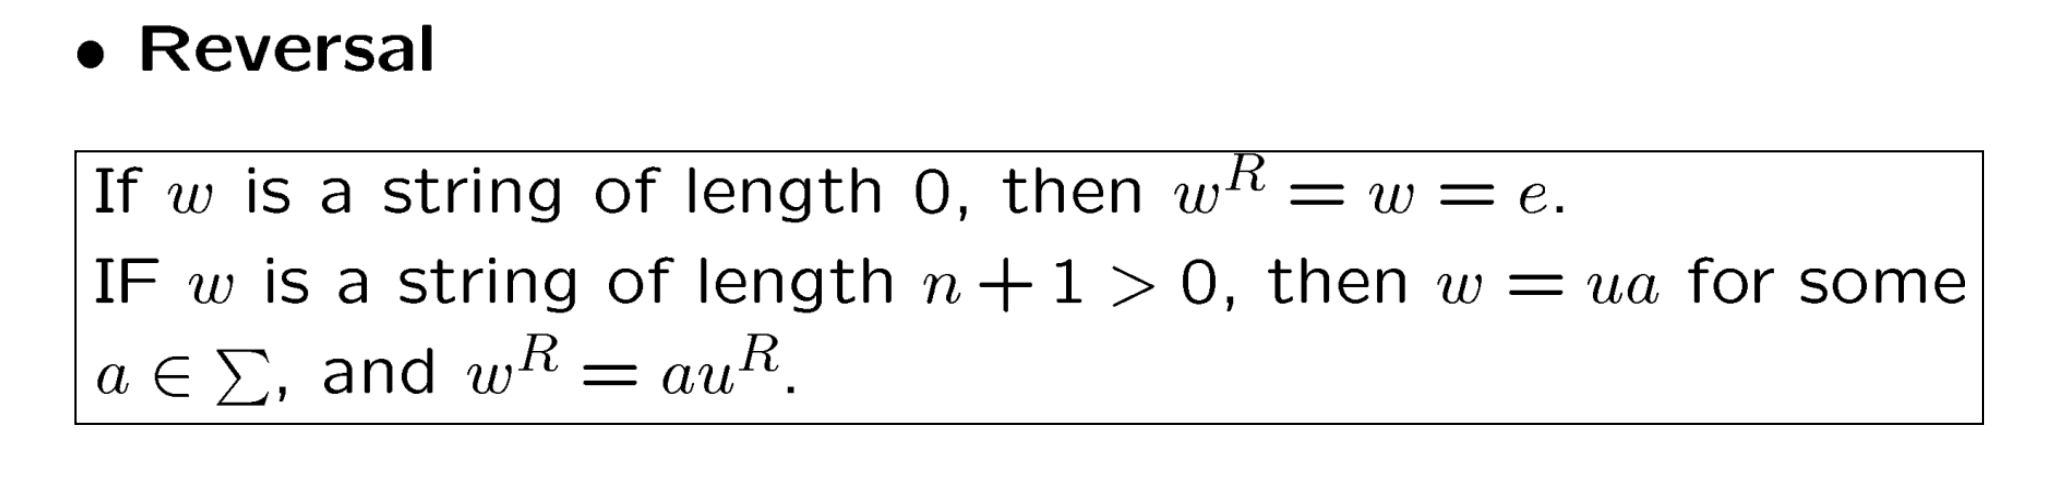 • Reversal
If w is a string of length 0, then w^R = w = e.
IF w is a string of length n + 1 > 0, then w = ua for some
a ∈ Σ, and w^R = au^R.